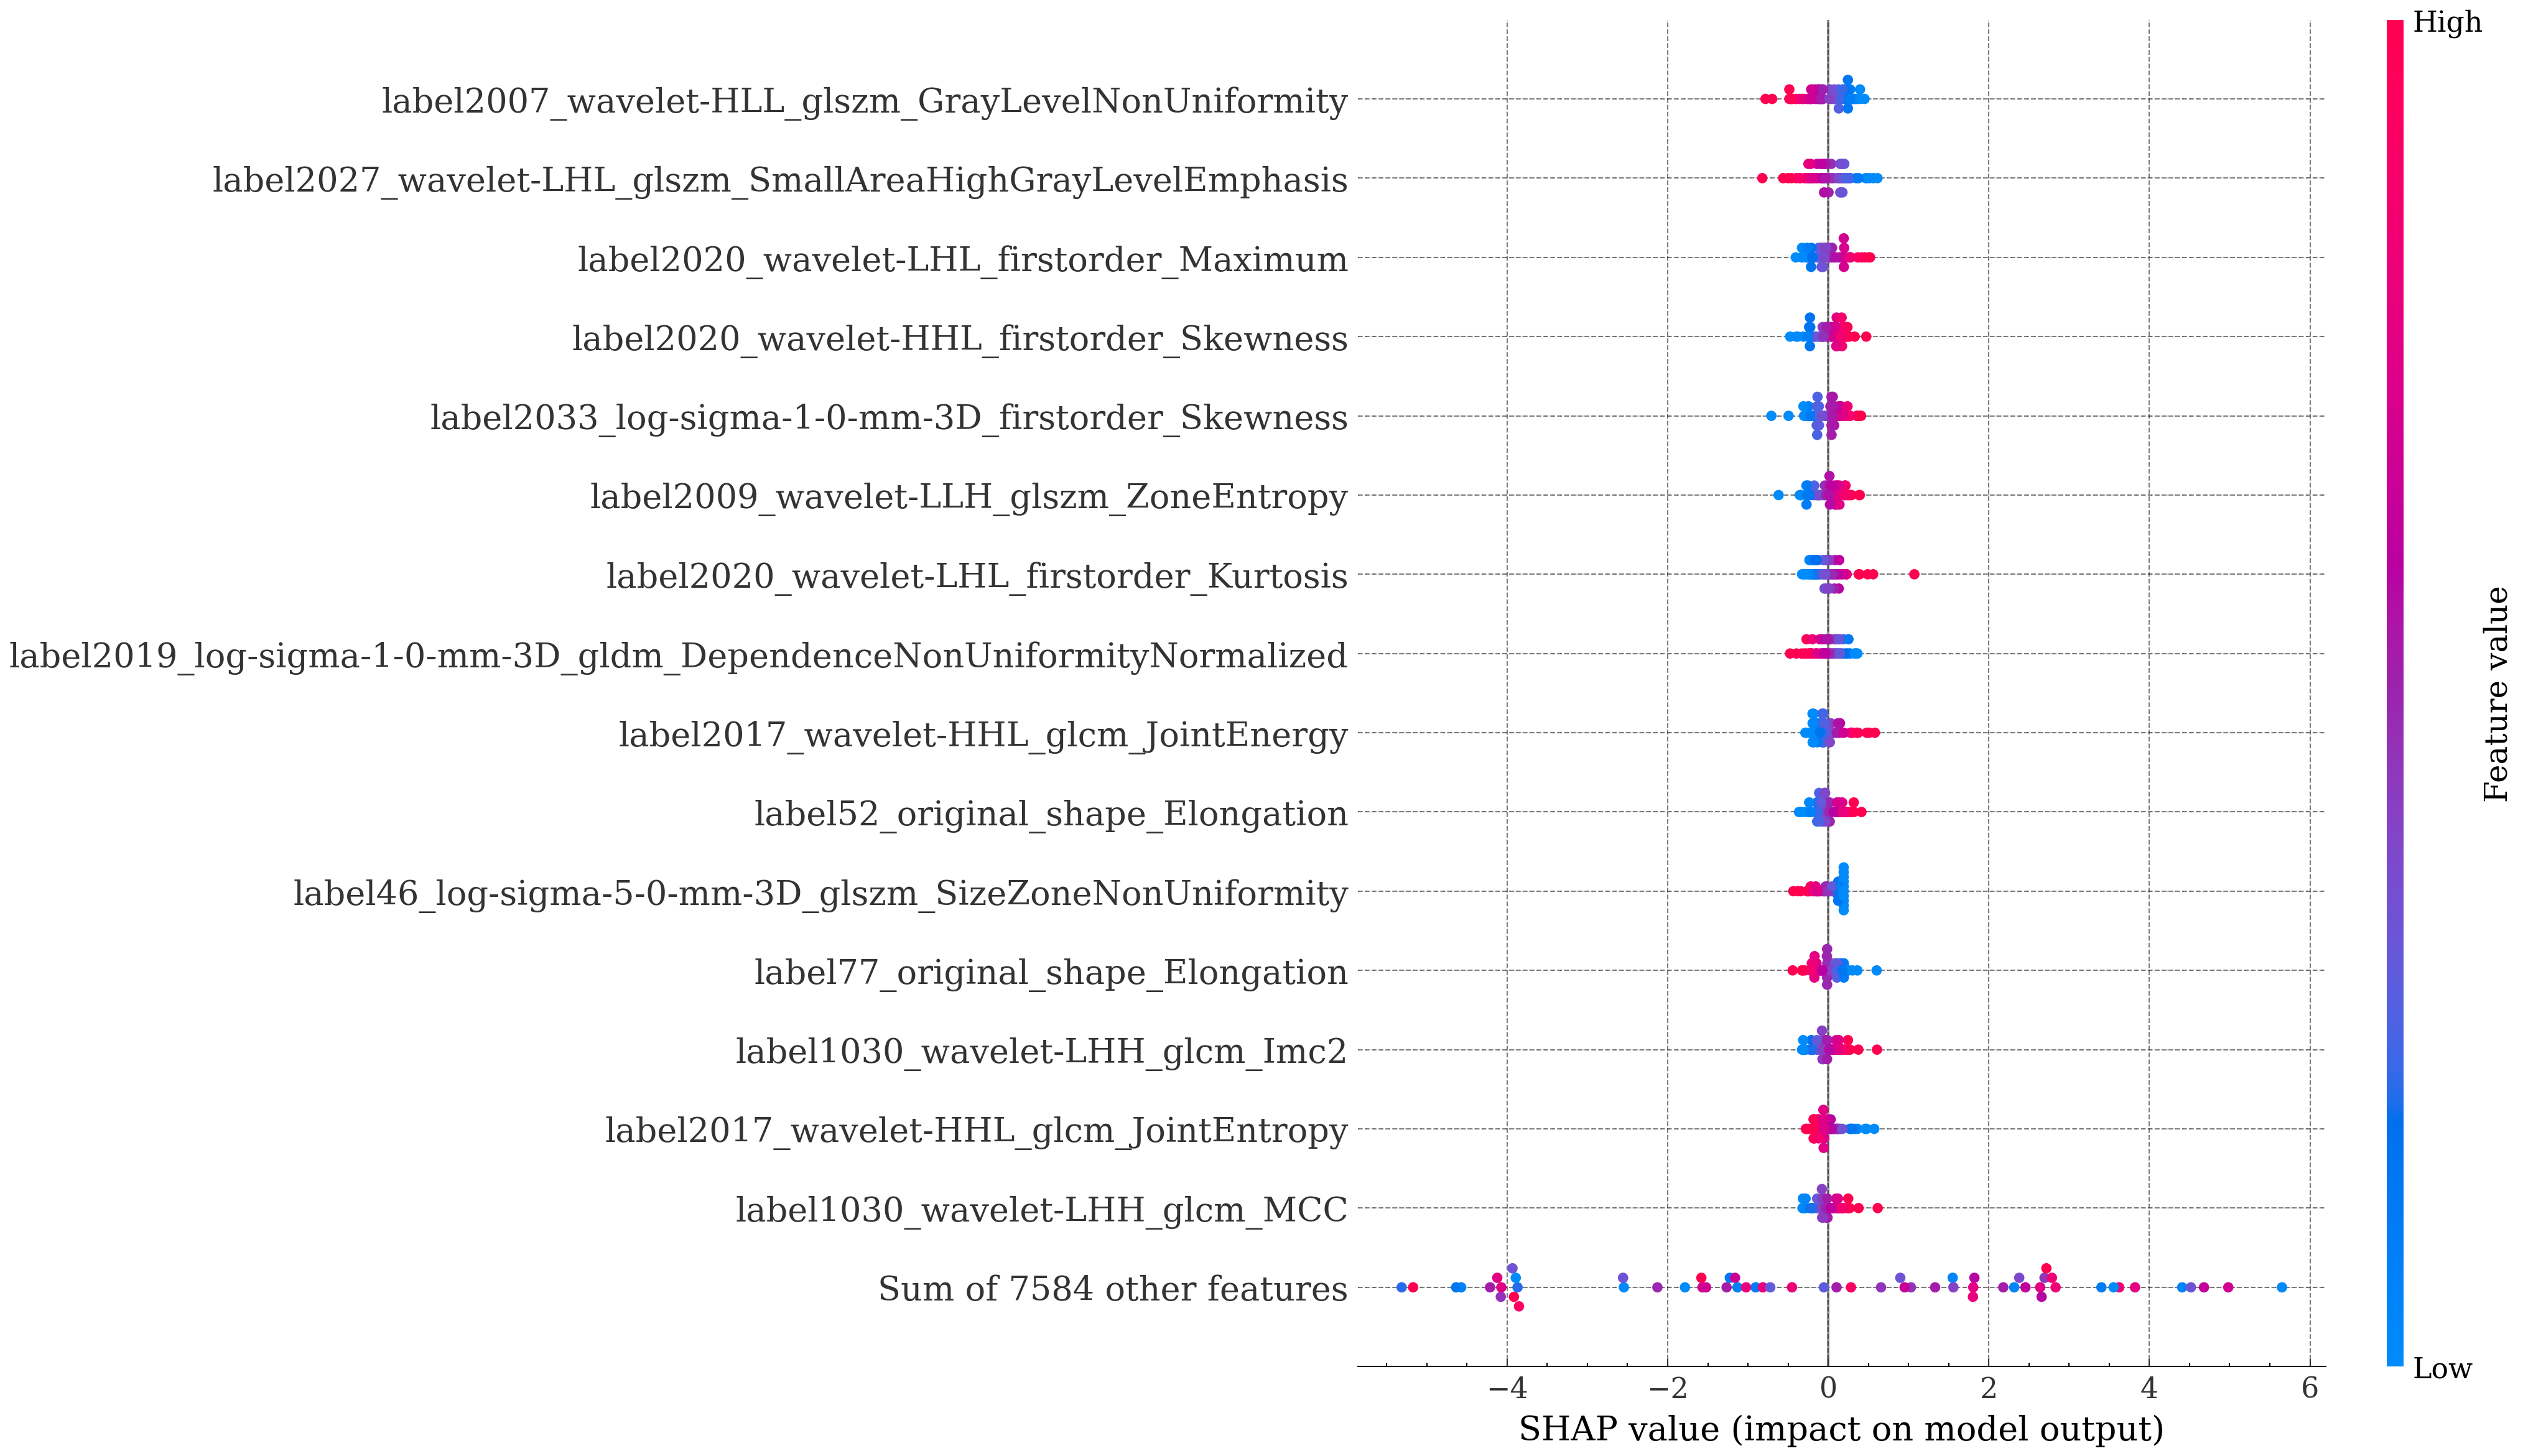 High
label2007_wavelet-HLL_glszm_GrayLevelNonUniformity
label2027_wavelet-LHL_glszm_SmallAreaHighGrayLevelEmphasis
label2020_wavelet-LHL_firstorder_Maximum
label2020_wavelet-HHL_firstorder_Skewness
label2033_log-sigma-1-0-mm-3D_firstorder_Skewness
label2009_wavelet-LLH_glszm_ZoneEntropy
label2020_wavelet-LHL_firstorder_Kurtosis
label2019_log-sigma-1-0-mm-3D_gldm_DependenceNonUniformityNormalized
label2017_wavelet-HHL_glcm_JointEnergy
label52_original_shape_Elongation
label46_log-sigma-5-0-mm-3D_glszm_SizeZoneNonUniformity
label77_original_shape_Elongation
label1030_wavelet-LHH_glcm_Imc2
label2017_wavelet-HHL_glcm_JointEntropy
label1030_wavelet-LHH_glcm_MCC
Sum of 7584 other features
Feature value
Low
−4 −2 0 2 4 6
SHAP value (impact on model output)